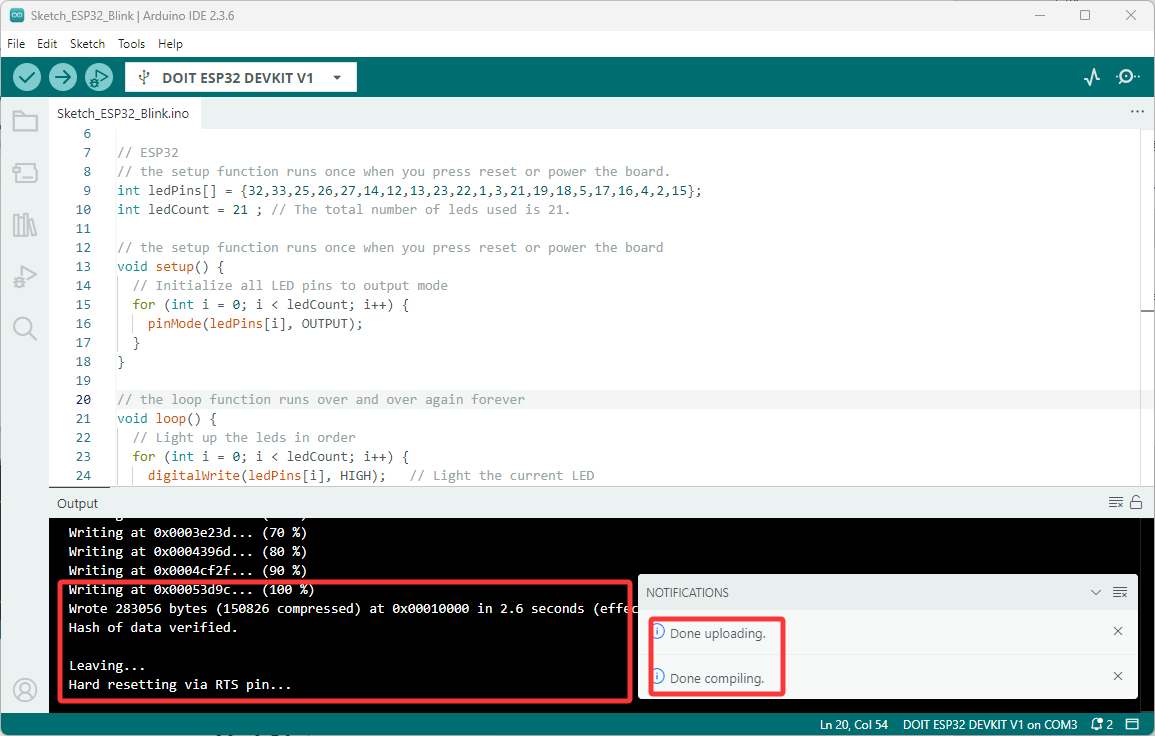 Sketch_ESP32_Blink | Arduino IDE 2.3.6
File Edit Sketch Tools Help
DOIT ESP32 DEVKIT V1
Sketch_ESP32_Blink.ino
6
7 // ESP32
8 // the setup function runs once when you press reset or power the board.
9 int ledPins[] = {32,33,25,26,27,14,12,13,23,22,1,3,21,19,18,5,17,16,4,2,15};
10 int ledCount = 21 ; // The total number of leds used is 21.
11
12 // the setup function runs once when you press reset or power the board
13 void setup() {
14 // Initialize all LED pins to output mode
15 for (int i = 0; i < ledCount; i++) {
16 pinMode(ledPins[i], OUTPUT);
17 }
18 }
19
20 // the loop function runs over and over again forever
21 void loop() {
22 // Light up the leds in order
23 for (int i = 0; i < ledCount; i++) {
24 digitalWrite(ledPins[i], HIGH); // Light the current LED
Output
Writing at 0x0003e23d... (70 %)
Writing at 0x0004396d... (80 %)
Writing at 0x0004cf2f... (90 %)
Writing at 0x00053d9c... (100 %)
Wrote 283056 bytes (150826 compressed) at 0x00010000 in 2.6 seconds (effec
Hash of data verified.
Leaving...
Hard resetting via RTS pin...
NOTIFICATIONS
Done uploading.
Done compiling.
Ln 20, Col 54 DOIT ESP32 DEVKIT V1 on COM3 2